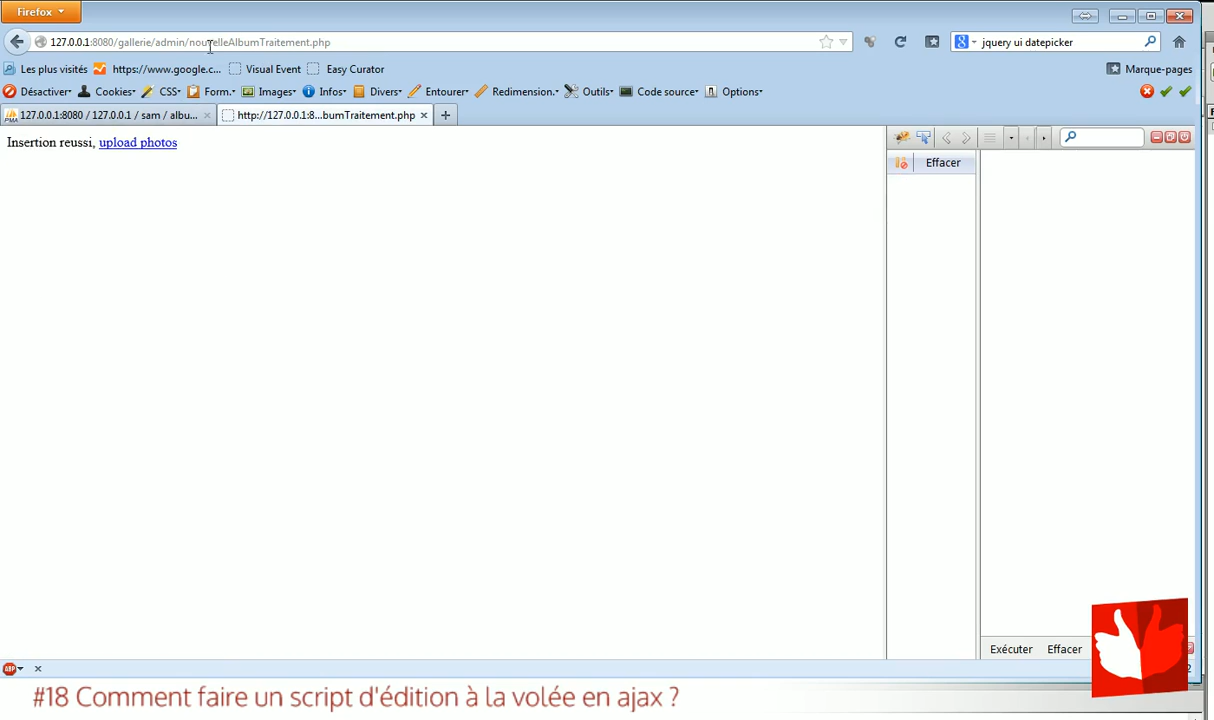 Firefox
127.0.0.1:8080/gallerie/admin/nouvelleAlbumTraitement.php
jquery ui datepicker
Les plus visités
https://www.google.c...
Visual Event
Easy Curator
Marque-pages
Désactiver
Cookies
CSS
Form.
Images
Infos
Divers
Entourer
Redimension.
Outils
Code source
Options
PMA
127.0.0.1:8080 / 127.0.0.1 / sam / albu...
http://127.0.0.1:8...bumTraitement.php
Insertion reussi, upload photos
Effacer
Exécuter
Effacer
ABP
#18 Comment faire un script d'édition à la volée en ajax ?